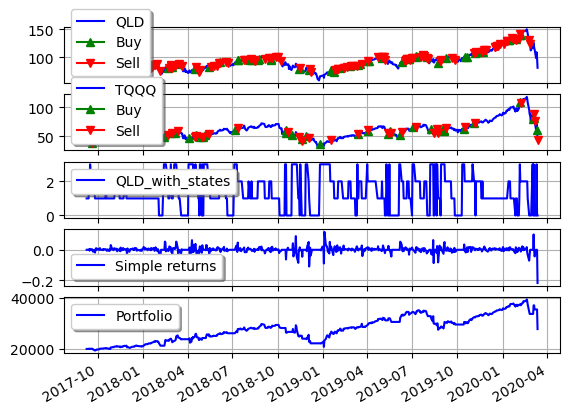 150
100
QLD
Buy
Sell
100
50
TQQQ
Buy
Sell
2
0
QLD_with_states
0.0
−0.2
Simple returns
40000
20000
Portfolio
2017-10 2018-01 2018-04 2018-07 2018-10 2019-01 2019-04 2019-07 2019-10 2020-01 2020-04